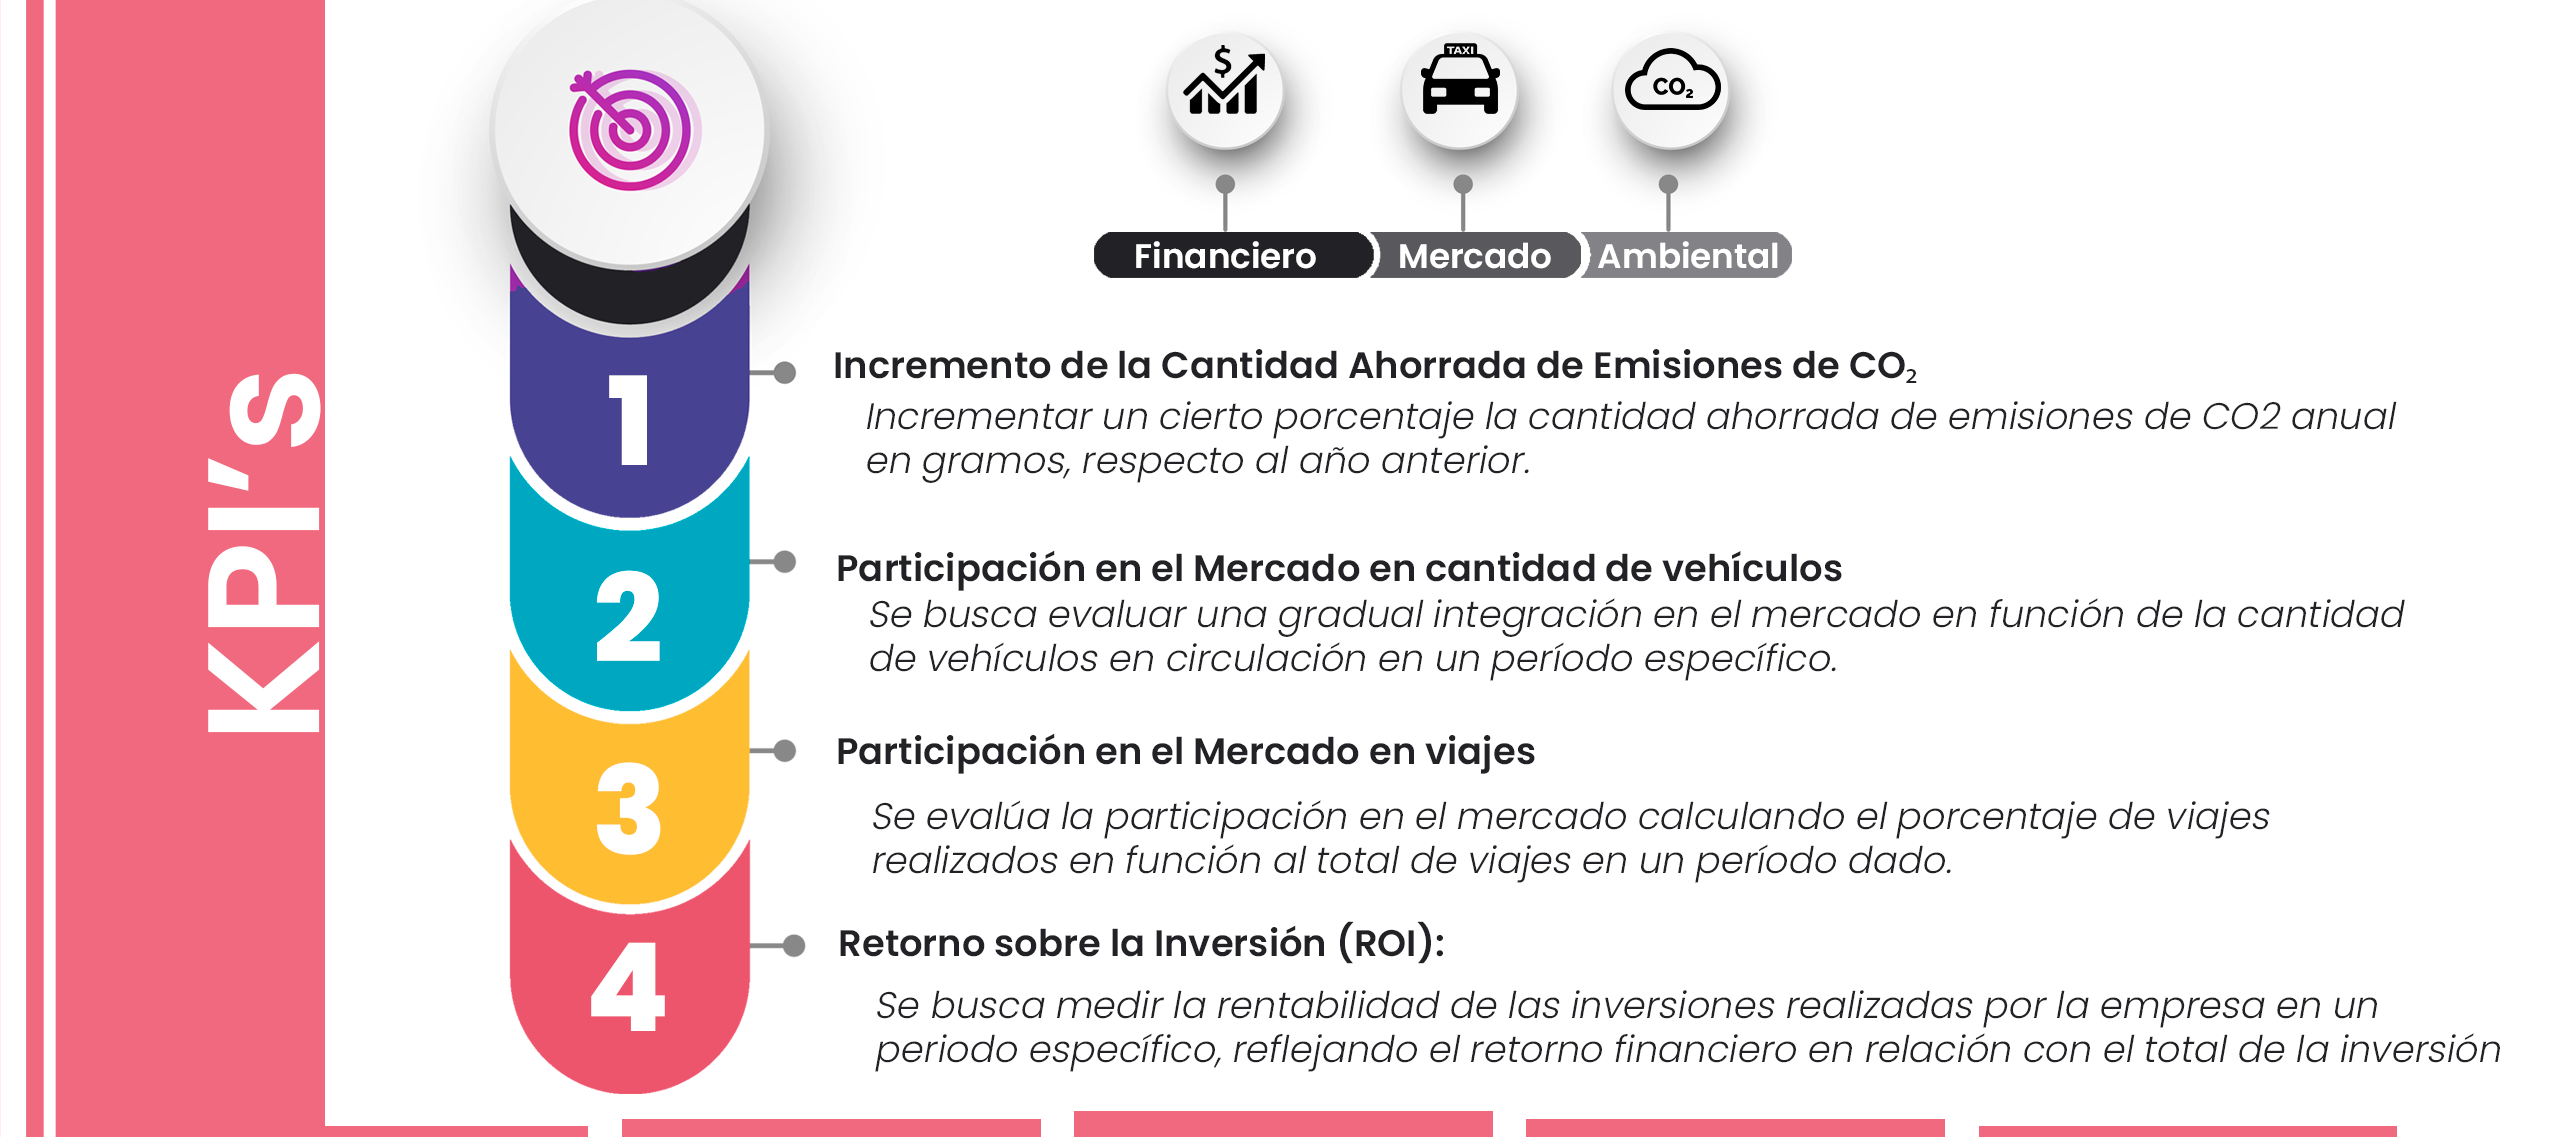 KPI’s
$
TAXI
CO₂
Financiero
Mercado
Ambiental
1
Incremento de la Cantidad Ahorrada de Emisiones de CO₂
Incrementar un cierto porcentaje la cantidad ahorrada de emisiones de CO2 anual
en gramos, respecto al año anterior.
2
Participación en el Mercado en cantidad de vehículos
Se busca evaluar una gradual integración en el mercado en función de la cantidad
de vehículos en circulación en un período específico.
3
Participación en el Mercado en viajes
Se evalúa la participación en el mercado calculando el porcentaje de viajes
realizados en función al total de viajes en un período dado.
4
Retorno sobre la Inversión (ROI):
Se busca medir la rentabilidad de las inversiones realizadas por la empresa en un
periodo específico, reflejando el retorno financiero en relación con el total de la inversión